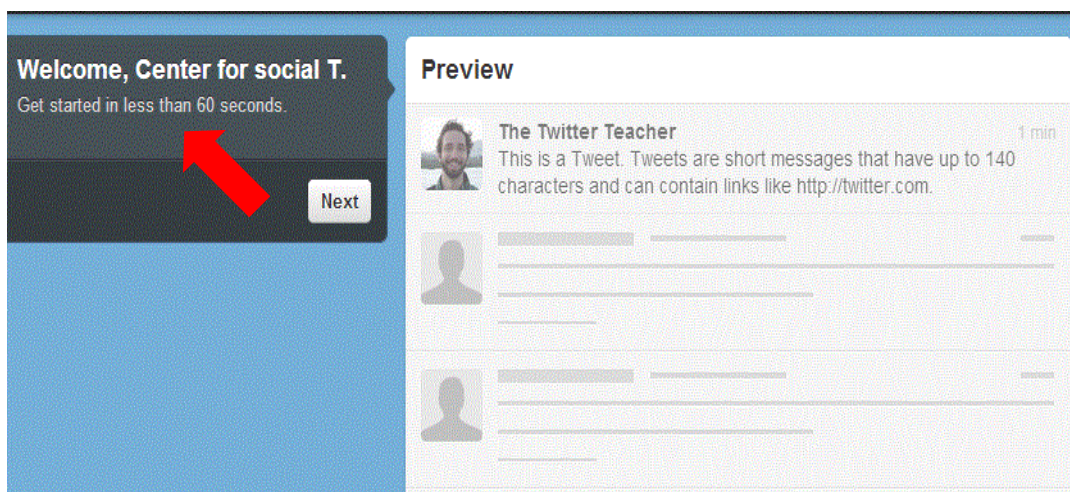 Welcome, Center for social T.
Get started in less than 60 seconds.
Next
Preview
The Twitter Teacher 1 min
This is a Tweet. Tweets are short messages that have up to 140
characters and can contain links like http://twitter.com.